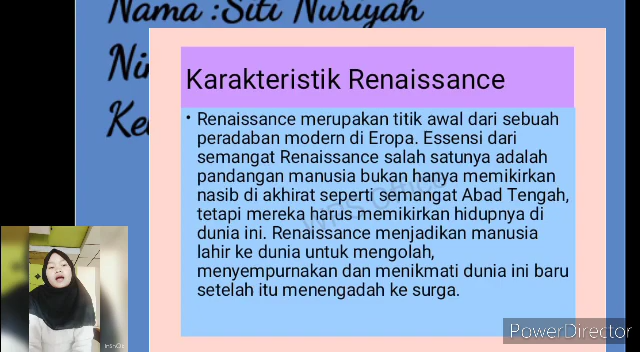 Nama :Siti Nuriyah
Karakteristik Renaissance
• Renaissance merupakan titik awal dari sebuah
peradaban modern di Eropa. Essensi dari
semangat Renaissance salah satunya adalah
pandangan manusia bukan hanya memikirkan
nasib di akhirat seperti semangat Abad Tengah,
tetapi mereka harus memikirkan hidupnya di
dunia ini. Renaissance menjadikan manusia
lahir ke dunia untuk mengolah,
menyempurnakan dan menikmati dunia ini baru
setelah itu menengadah ke surga.
WPS Office
PowerDirector